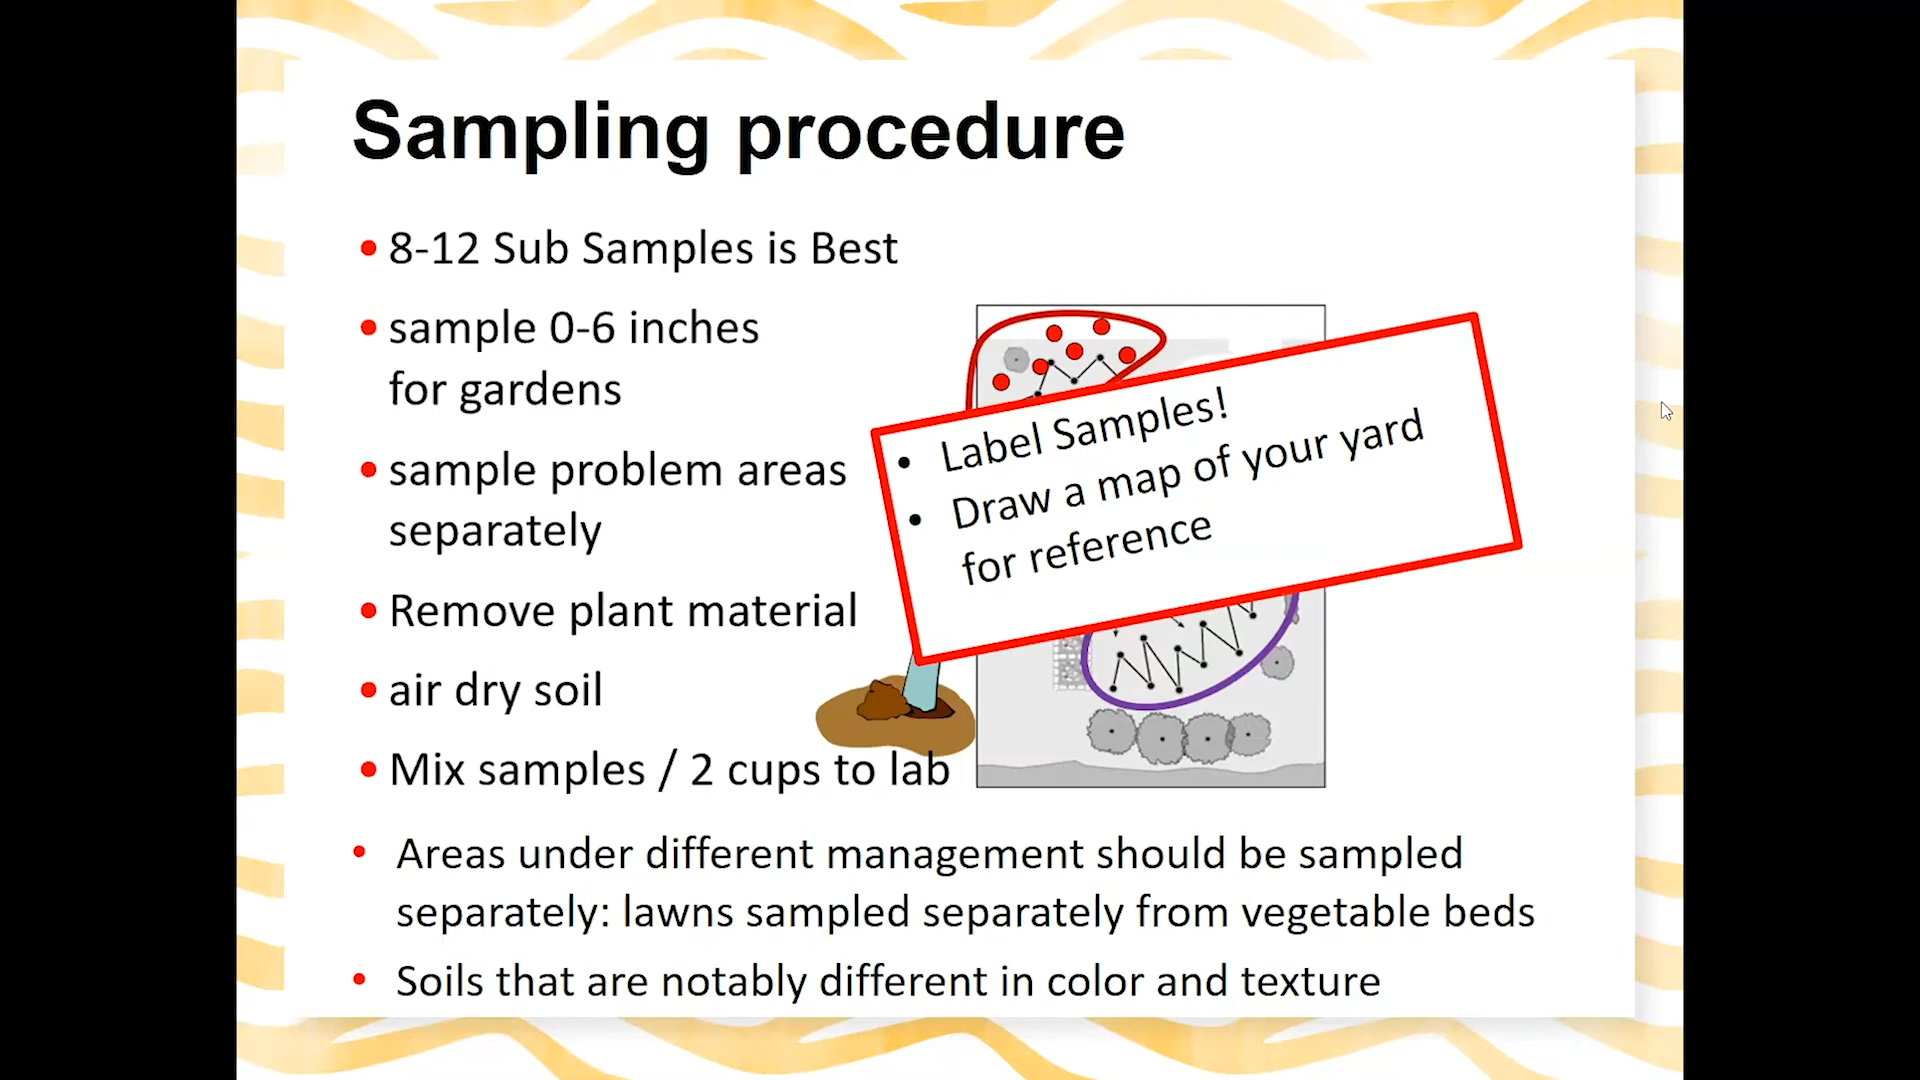 Sampling procedure
• 8-12 Sub Samples is Best
• sample 0-6 inches
for gardens
• sample problem areas
separately
• Remove plant material
• air dry soil
• Mix samples / 2 cups to lab
• Areas under different management should be sampled
separately: lawns sampled separately from vegetable beds
• Soils that are notably different in color and texture
• Label Samples!
• Draw a map of your yard
for reference